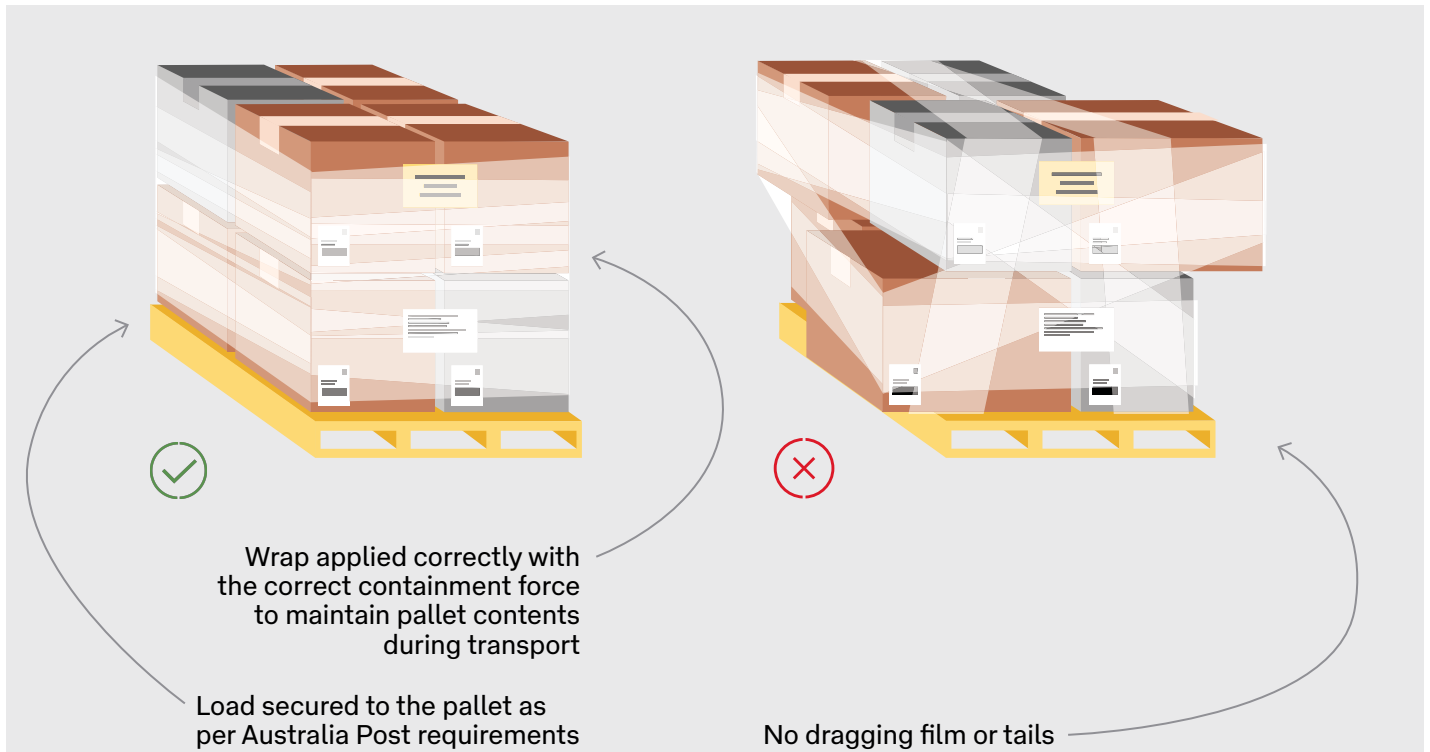 Wrap applied correctly with
the correct containment force
to maintain pallet contents
during transport
Load secured to the pallet as
per Australia Post requirements
No dragging film or tails